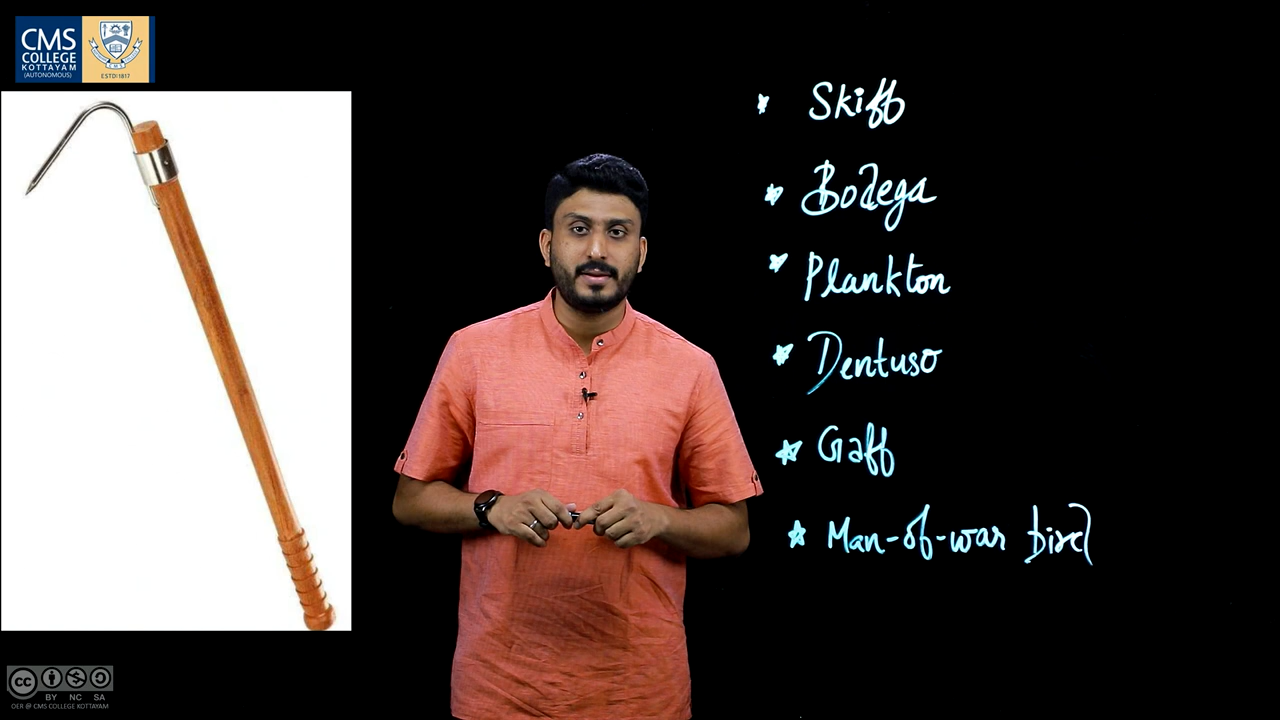 CMS
COLLEGE
KOTTAYAM
(AUTONOMOUS)
ESTD:1817
Skiff
Bodega
Plankton
Dentuso
Gaff
Man-of-war bird
cc
BY NC SA
OER @ CMS COLLEGE KOTTAYAM